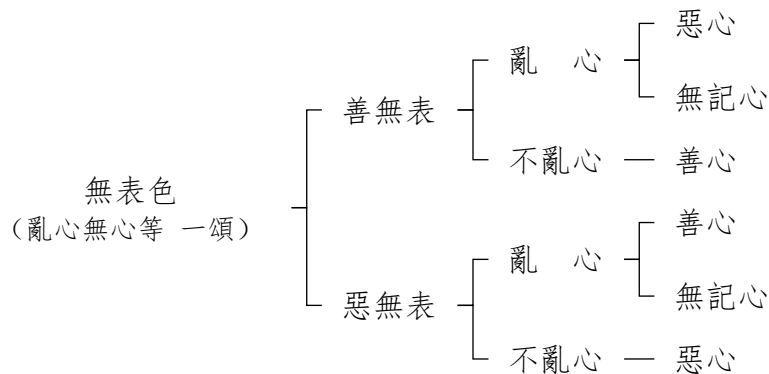 惡心
亂　心
無記心
善無表
不亂心
善心
無表色
（亂心無心等 一頌）
善心
亂　心
無記心
惡無表
不亂心
惡心